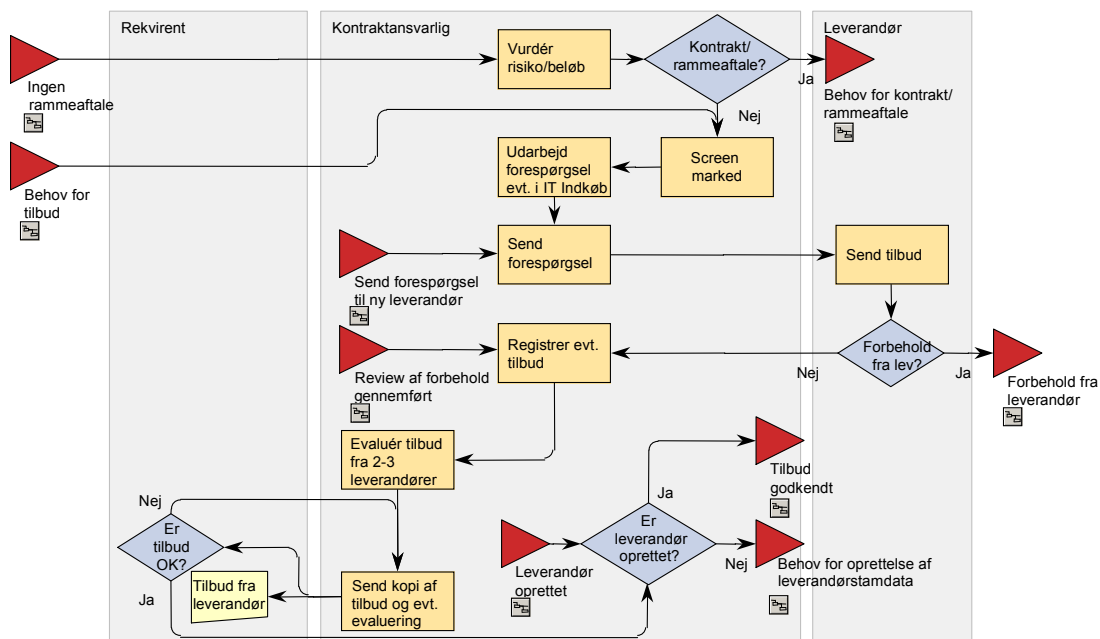 Rekvirent
Kontraktansvarlig
Leverandør
Ingen
rammeaftale
Vurdér
risiko/beløb
Kontrakt/
rammeaftale?
Ja
Behov for kontrakt/
rammeaftale
Nej
Behov for
tilbud
Udarbejd
forespørgsel
evt. i IT Indkøb
Screen
marked
Send forespørgsel
til ny leverandør
Send
forespørgsel
Send tilbud
Review af forbehold
gennemført
Registrer evt.
tilbud
Forbehold
fra lev?
Nej
Ja
Forbehold fra
leverandør
Evaluér tilbud
fra 2-3
leverandører
Tilbud
godkendt
Ja
Nej
Er
tilbud
OK?
Ja
Tilbud fra
leverandør
Send kopi af
tilbud og evt.
evaluering
Leverandør
oprettet
Er
leverandør
oprettet?
Nej
Behov for oprettelse af
leverandørstamdata